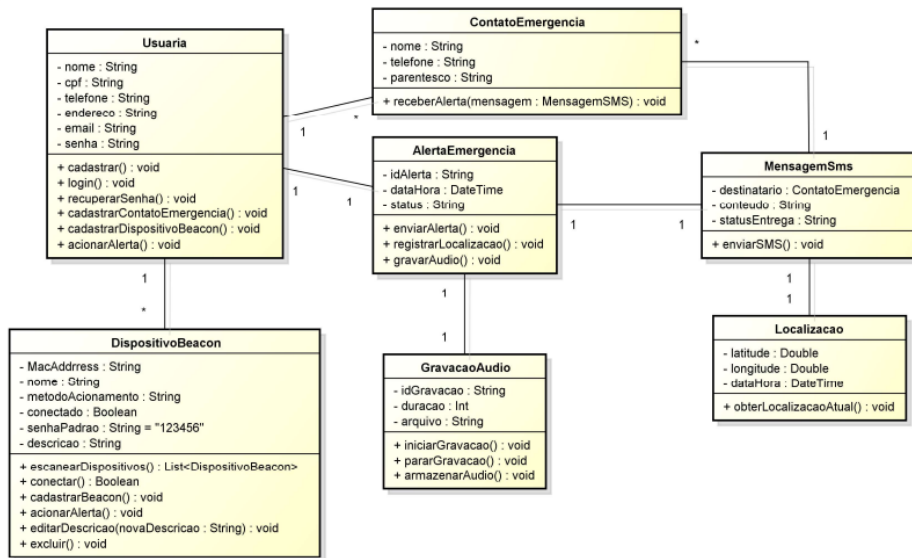 Usuaria
- nome : String
- cpf : String
- telefone : String
- endereco : String
- email : String
- senha : String
+ cadastrar() : void
+ login() : void
+ recuperarSenha() : void
+ cadastrarContatoEmergencia() : void
+ cadastrarDispositivoBeacon() : void
+ acionarAlerta() : void
ContatoEmergencia
- nome : String
- telefone : String
- parentesco : String
+ receberAlerta(mensagem : MensagemSMS) : void
1
*
*
1
AlertaEmergencia
- idAlerta : String
- dataHora : DateTime
- status : String
+ enviarAlerta() : void
+ registrarLocalizacao() : void
+ gravarAudio() : void
1
1
MensagemSms
- destinatario : ContatoEmergencia
- conteudo : String
- statusEntrega : String
+ enviarSMS() : void
1
1
1
*
1
1
1
1
DispositivoBeacon
- MacAddrress : String
- nome : String
- metodoAcionamento : String
- conectado : Boolean
- senhaPadrao : String = "123456"
- descricao : String
+ escanearDispositivos() : List<DispositivoBeacon>
+ conectar() : Boolean
+ cadastrarBeacon() : void
+ acionarAlerta() : void
+ editarDescricao(novaDescricao : String) : void
+ excluir() : void
GravacaoAudio
- idGravacao : String
- duracao : Int
- arquivo : String
+ iniciarGravacao() : void
+ pararGravacao() : void
+ armazenarAudio() : void
Localizacao
- latitude : Double
- longitude : Double
- dataHora : DateTime
+ obterLocalizacaoAtual() : void